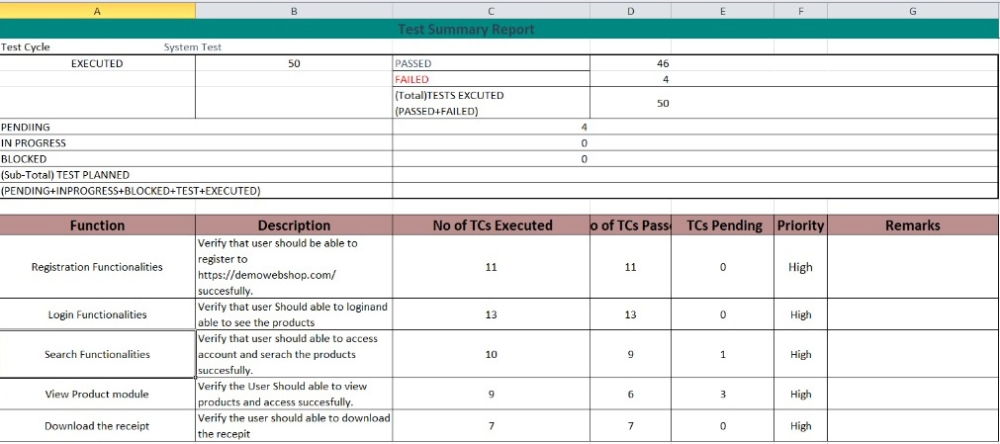 A B C D E F G
Test Summary Report
Test Cycle System Test
EXECUTED 50 PASSED 46
FAILED 4
(Total)TESTS EXCUTED
(PASSED+FAILED) 50
PENDIING 4
IN PROGRESS 0
BLOCKED 0
(Sub-Total) TEST PLANNED
(PENDING+INPROGRESS+BLOCKED+TEST+EXECUTED)
Function Description No of TCs Executed o of TCs Pass TCs Pending Priority Remarks
Verify that user should be able to
register to
Registration Functionalities 11 11 0 High
https://demowebshop.com/
succesfully.
Verify that user Should able to loginand
Login Functionalities 13 13 0 High
able to see the products
Verify that user should able to access
Search Functionalities account and serach the products 10 9 1 High
succesfully.
Verify the User Should able to view
View Product module 9 6 3 High
products and access succesfully.
Verify the user should able to download
Download the receipt 7 7 0 High
the recepit